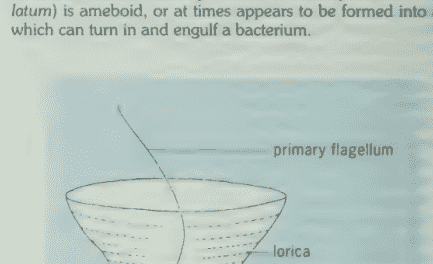 latum) is ameboid, or at times appears to be formed into
which can turn in and engulf a bacterium.
primary flagellum
lorica